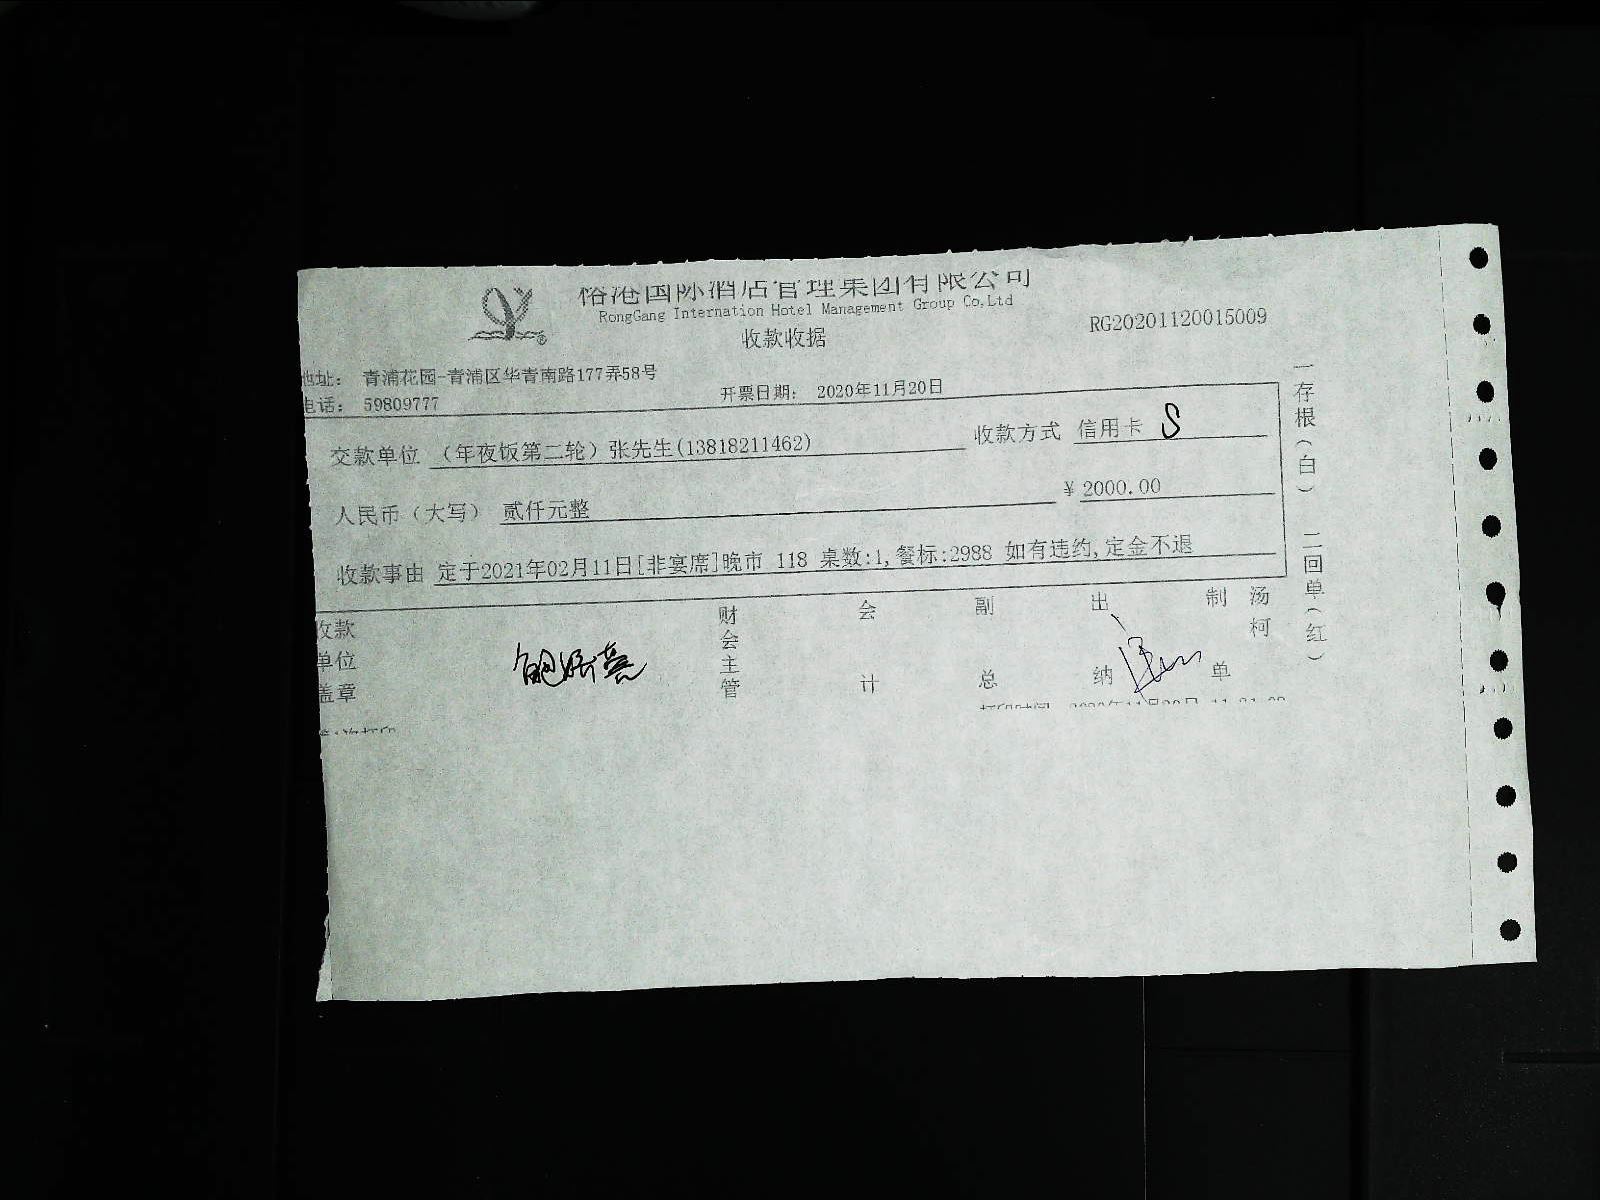 国际酒店管理集团有限公司
RongGang Internation Hotel Management Group Co,Ltd
收款收据
RG20201120015009
地址： 青浦花园-青浦区华青南路177弄58号
电话： 59809777
开票日期： 2020年11月20日
交款单位 （年夜饭第二轮）张先生(13818211462)
收款方式 信用卡 S
人民币（大写） 贰仟元整
¥ 2000.00
收款事由 定于2021年02月11日[非宴席]晚市 118 桌数:1,餐标:2988 如有违约,定金不退
收款单位盖章
财会主管
会计
副总
出纳
制单
汤柯
一存根（白） 二回单（红）